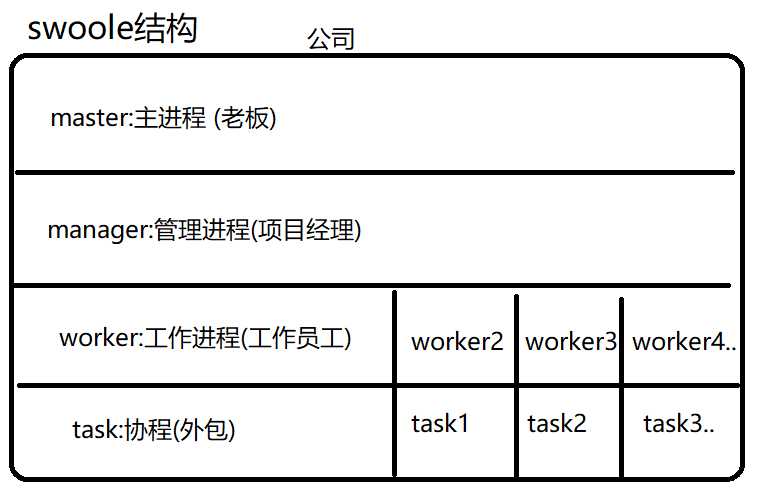 swoole结构
公司
master:主进程 (老板)
manager:管理进程(项目经理)
worker:工作进程(工作员工) worker2 worker3 worker4..
task:协程(外包) task1 task2 task3..